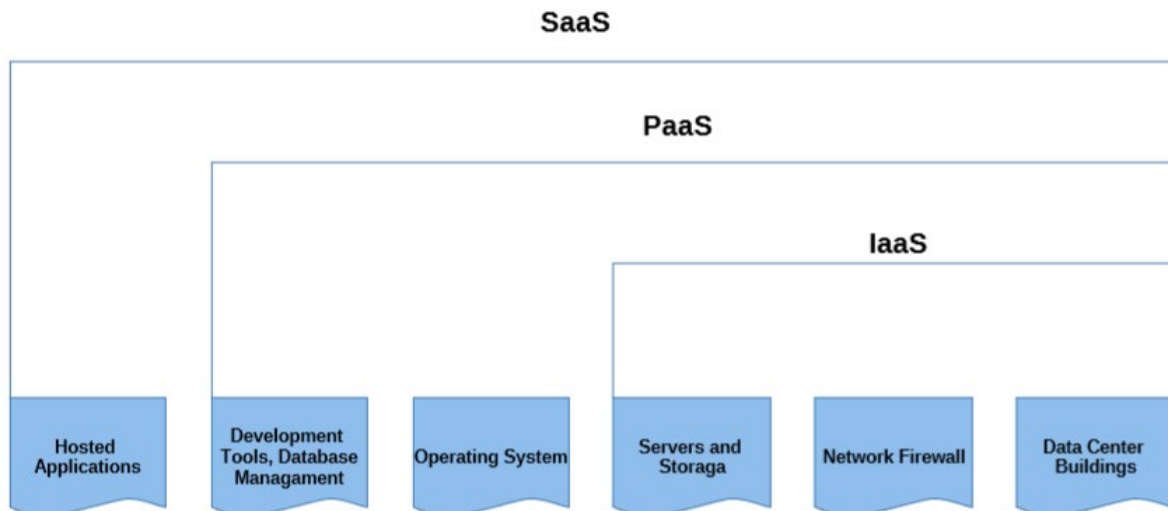 SaaS
PaaS
IaaS
Hosted
Applications
Development
Tools, Database
Managament
Operating System
Servers and
Storaga
Network Firewall
Data Center
Buildings